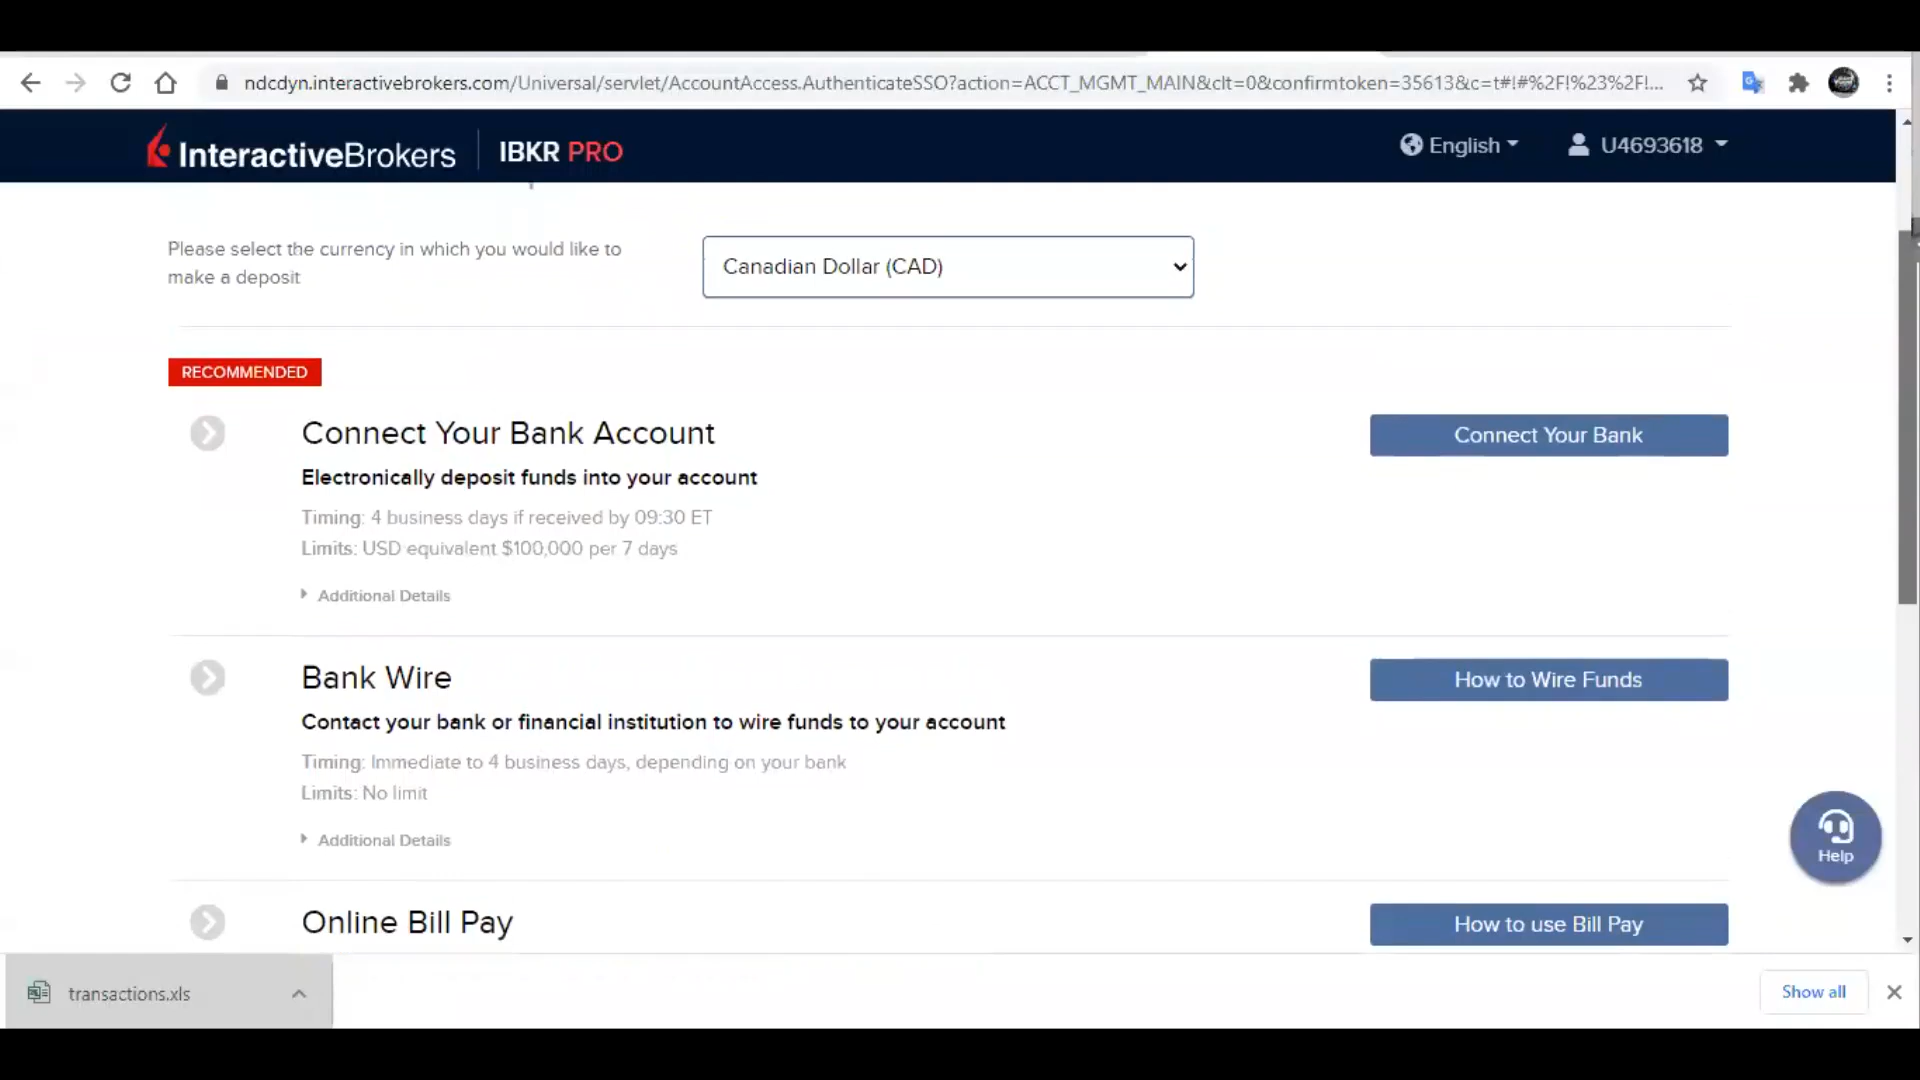 ndcdyn.interactivebrokers.com/Universal/servlet/AccountAccess.AuthenticateSSO?action=ACCT_MGMT_MAIN&clt=0&confirmtoken=35613&c=t#!#%2F!%23%2F!...
InteractiveBrokers IBKR PRO English U4693618
Please select the currency in which you would like to
make a deposit
Canadian Dollar (CAD)
RECOMMENDED
Connect Your Bank Account
Connect Your Bank
Electronically deposit funds into your account
Timing: 4 business days if received by 09:30 ET
Limits: USD equivalent $100,000 per 7 days
Additional Details
Bank Wire
How to Wire Funds
Contact your bank or financial institution to wire funds to your account
Timing: Immediate to 4 business days, depending on your bank
Limits: No limit
Additional Details
Help
Online Bill Pay
How to use Bill Pay
transactions.xls
Show all